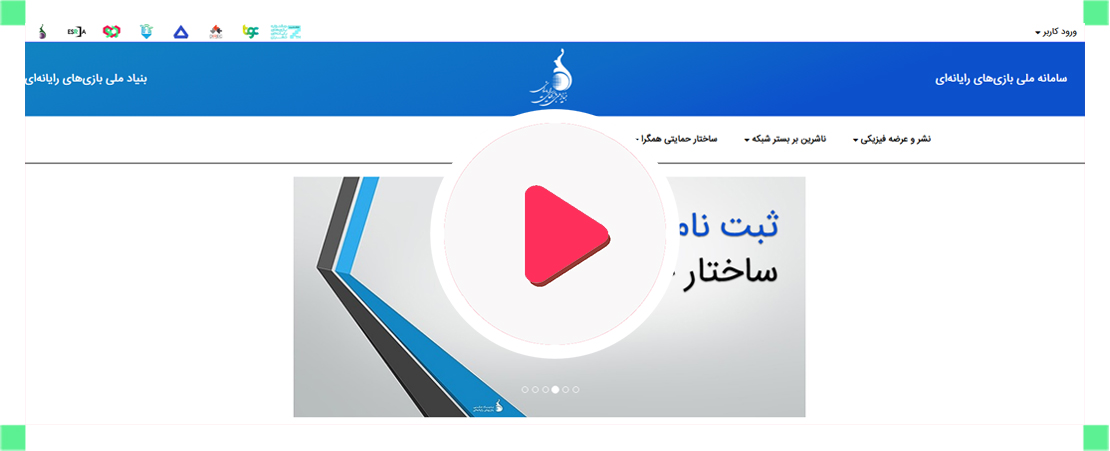 ورود کاربر
ESRA
سامانه ملی بازی‌های رایانه‌ای
بنیاد ملی بازی‌های رایانه‌ای
نشر و عرضه فیزیکی
ناشرین بر بستر شبکه
ساختار حمایتی همگرا
ثبت نام
ساختار